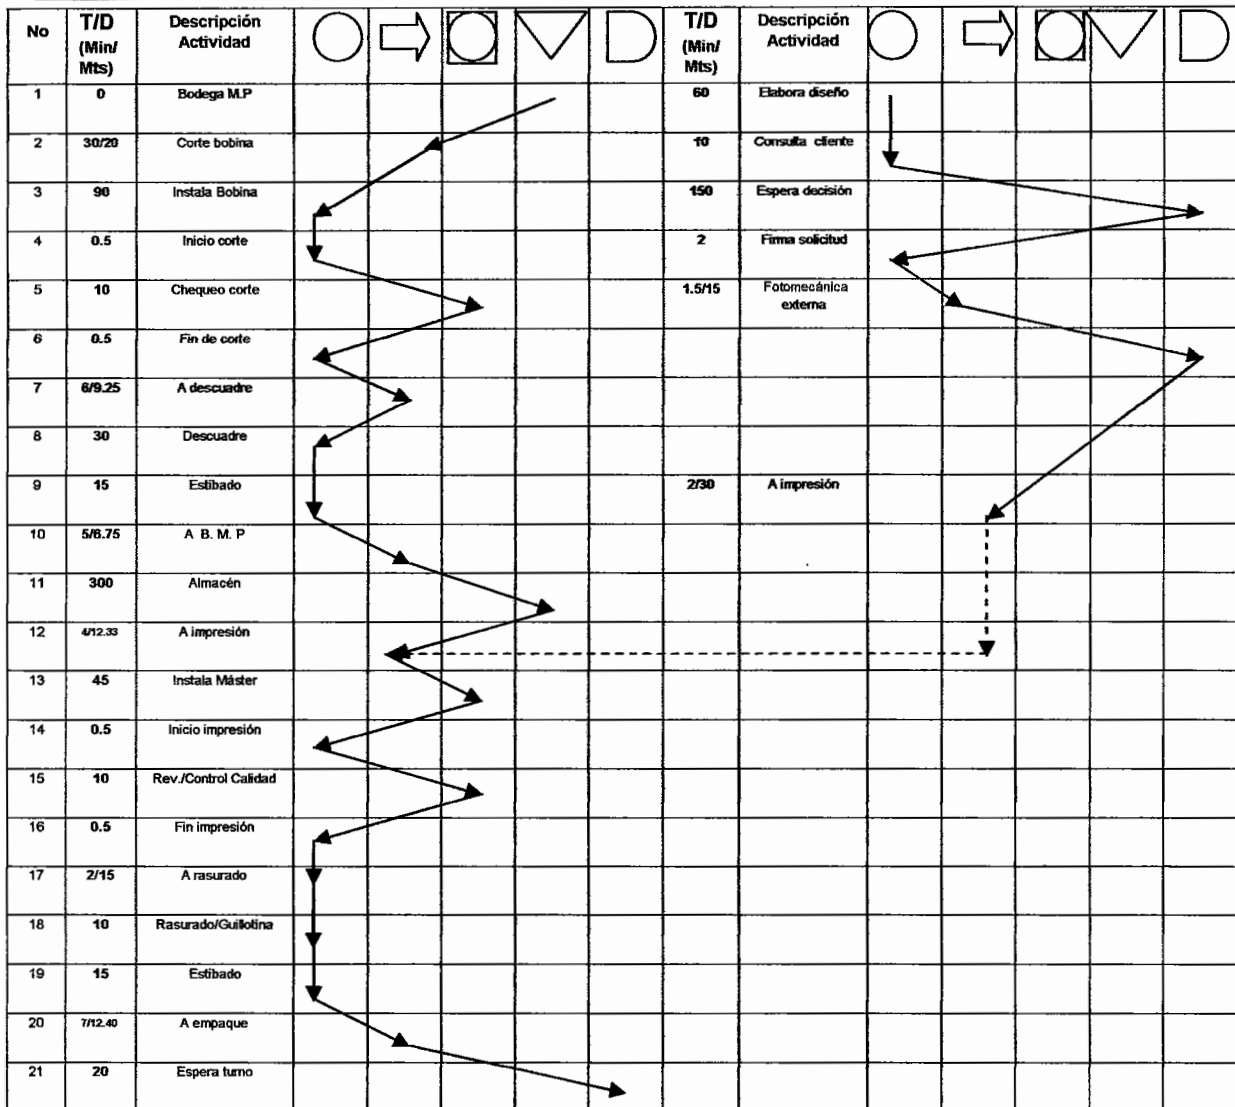 No T/D Descripción T/D Descripción
(Min/ Actividad (Min/ Actividad
Mts) Mts)
1 0 Bodega M.P 60 Elabora diseño
2 30/20 Corte bobina 10 Consulta cliente
3 90 Instala Bobina 150 Espera decisión
4 0.5 Inicio corte 2 Firma solicitud
5 10 Chequeo corte 1.5/15 Fotomecánica
externa
6 0.5 Fin de corte
7 6/9.25 A descuadre
8 30 Descuadre
9 15 Estibado 2/30 A impresión
10 5/6.75 A B. M. P
11 300 Almacén
12 4/12.33 A impresión
13 45 Instala Máster
14 0.5 Inicio impresión
15 10 Rev./Control Calidad
16 0.5 Fin impresión
17 2/15 A rasurado
18 10 Rasurado/Guillotina
19 15 Estibado
20 7/12.40 A empaque
21 20 Espera turno